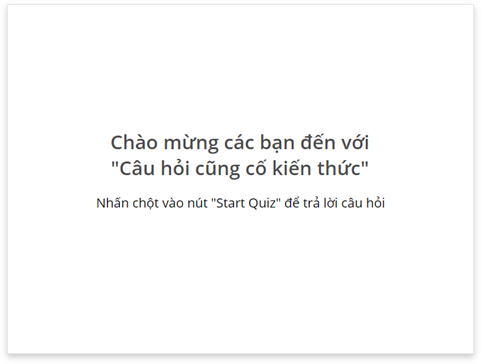 Chào mừng các bạn đến với
"Câu hỏi cũng cố kiến thức"
Nhấn chột vào nút "Start Quiz" để trả lời câu hỏi